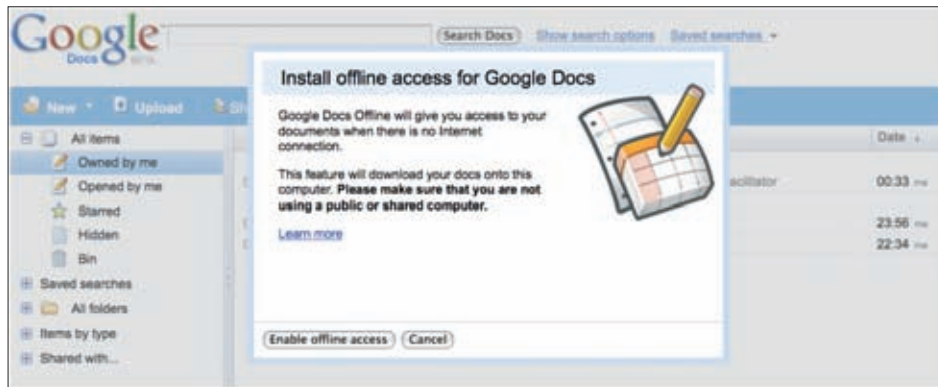 Google
Docs BETA
Search Docs Show search options Saved searches
New Upload Sh
All items
Owned by me
Opened by me
Starred
Hidden
Bin
Saved searches
All folders
Items by type
Shared with...
Install offline access for Google Docs
Google Docs Offline will give you access to your
documents when there is no Internet
connection.
This feature will download your docs onto this
computer. Please make sure that you are not
using a public or shared computer.
Learn more
Enable offline access Cancel
Date
acilitator 00:33 me
23:56 me
22:34 me